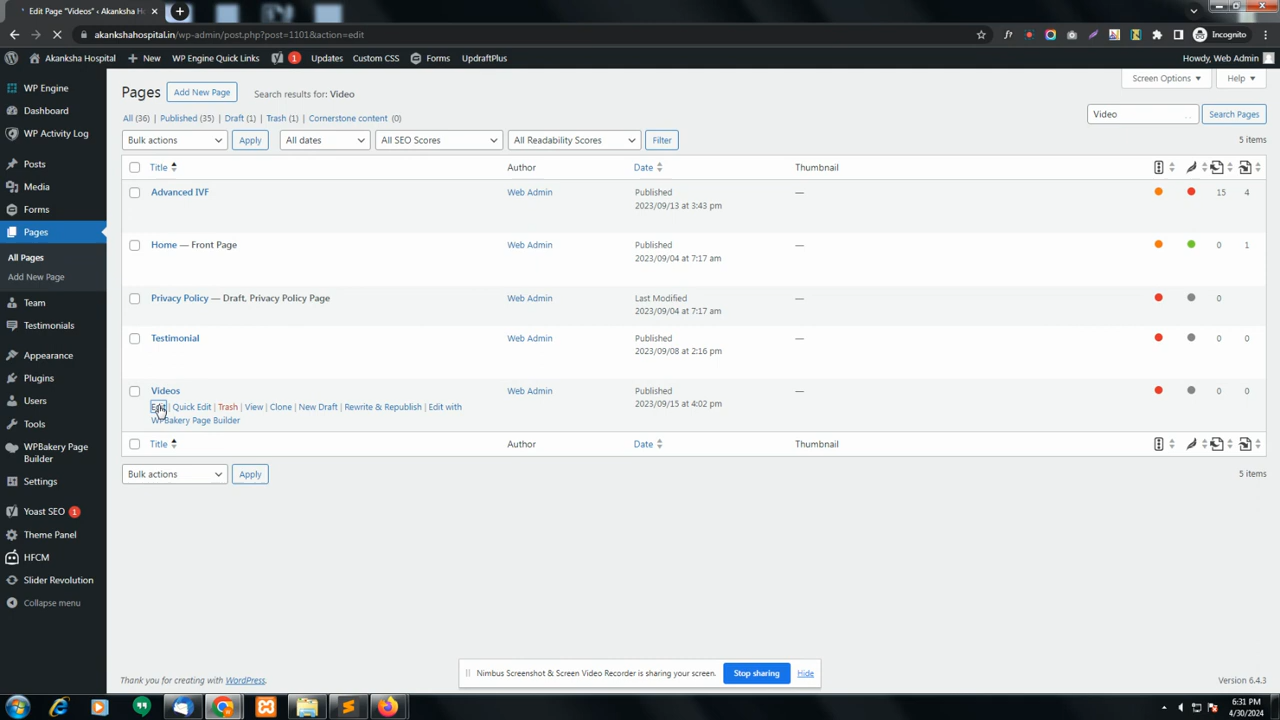 Edit Page "Videos" ‹ Akanksha H
akankshahospital.in/wp-admin/post.php?post=1101&action=edit
Incognito
Akanksha Hospital
1
New
WP Engine Quick Links
1
Updates
Custom CSS
Forms
UpdraftPlus
Howdy, Web Admin
WP Engine
Dashboard
WP Activity Log
Posts
Media
Forms
Pages
All Pages
Add New Page
Team
Testimonials
Appearance
Plugins
Users
Tools
WPBakery Page
Builder
Settings
Yoast SEO 1
Theme Panel
HFCM
Slider Revolution
Collapse menu
Pages
Add New Page
Search results for: Video
Screen Options
Help
All (36) | Published (35) | Draft (1) | Trash (1) | Cornerstone content (0)
Video
Search Pages
Bulk actions
Apply
All dates
All SEO Scores
All Readability Scores
Filter
5 items
Title
Author
Date
Thumbnail
Advanced IVF
Web Admin
Published
2023/09/13 at 3:43 pm
—
15
4
Home — Front Page
Web Admin
Published
2023/09/04 at 7:17 am
—
0
1
Privacy Policy — Draft, Privacy Policy Page
Web Admin
Last Modified
2023/09/04 at 7:17 am
—
0
Testimonial
Web Admin
Published
2023/09/08 at 2:16 pm
—
0
0
Videos
Edit | Quick Edit | Trash | View | Clone | New Draft | Rewrite & Republish | Edit with
WPBakery Page Builder
Web Admin
Published
2023/09/15 at 4:02 pm
—
0
0
Title
Author
Date
Thumbnail
Bulk actions
Apply
5 items
Nimbus Screenshot & Screen Video Recorder is sharing your screen.
Stop sharing
Hide
Thank you for creating with WordPress.
Version 6.4.3
6:31 PM
4/30/2024